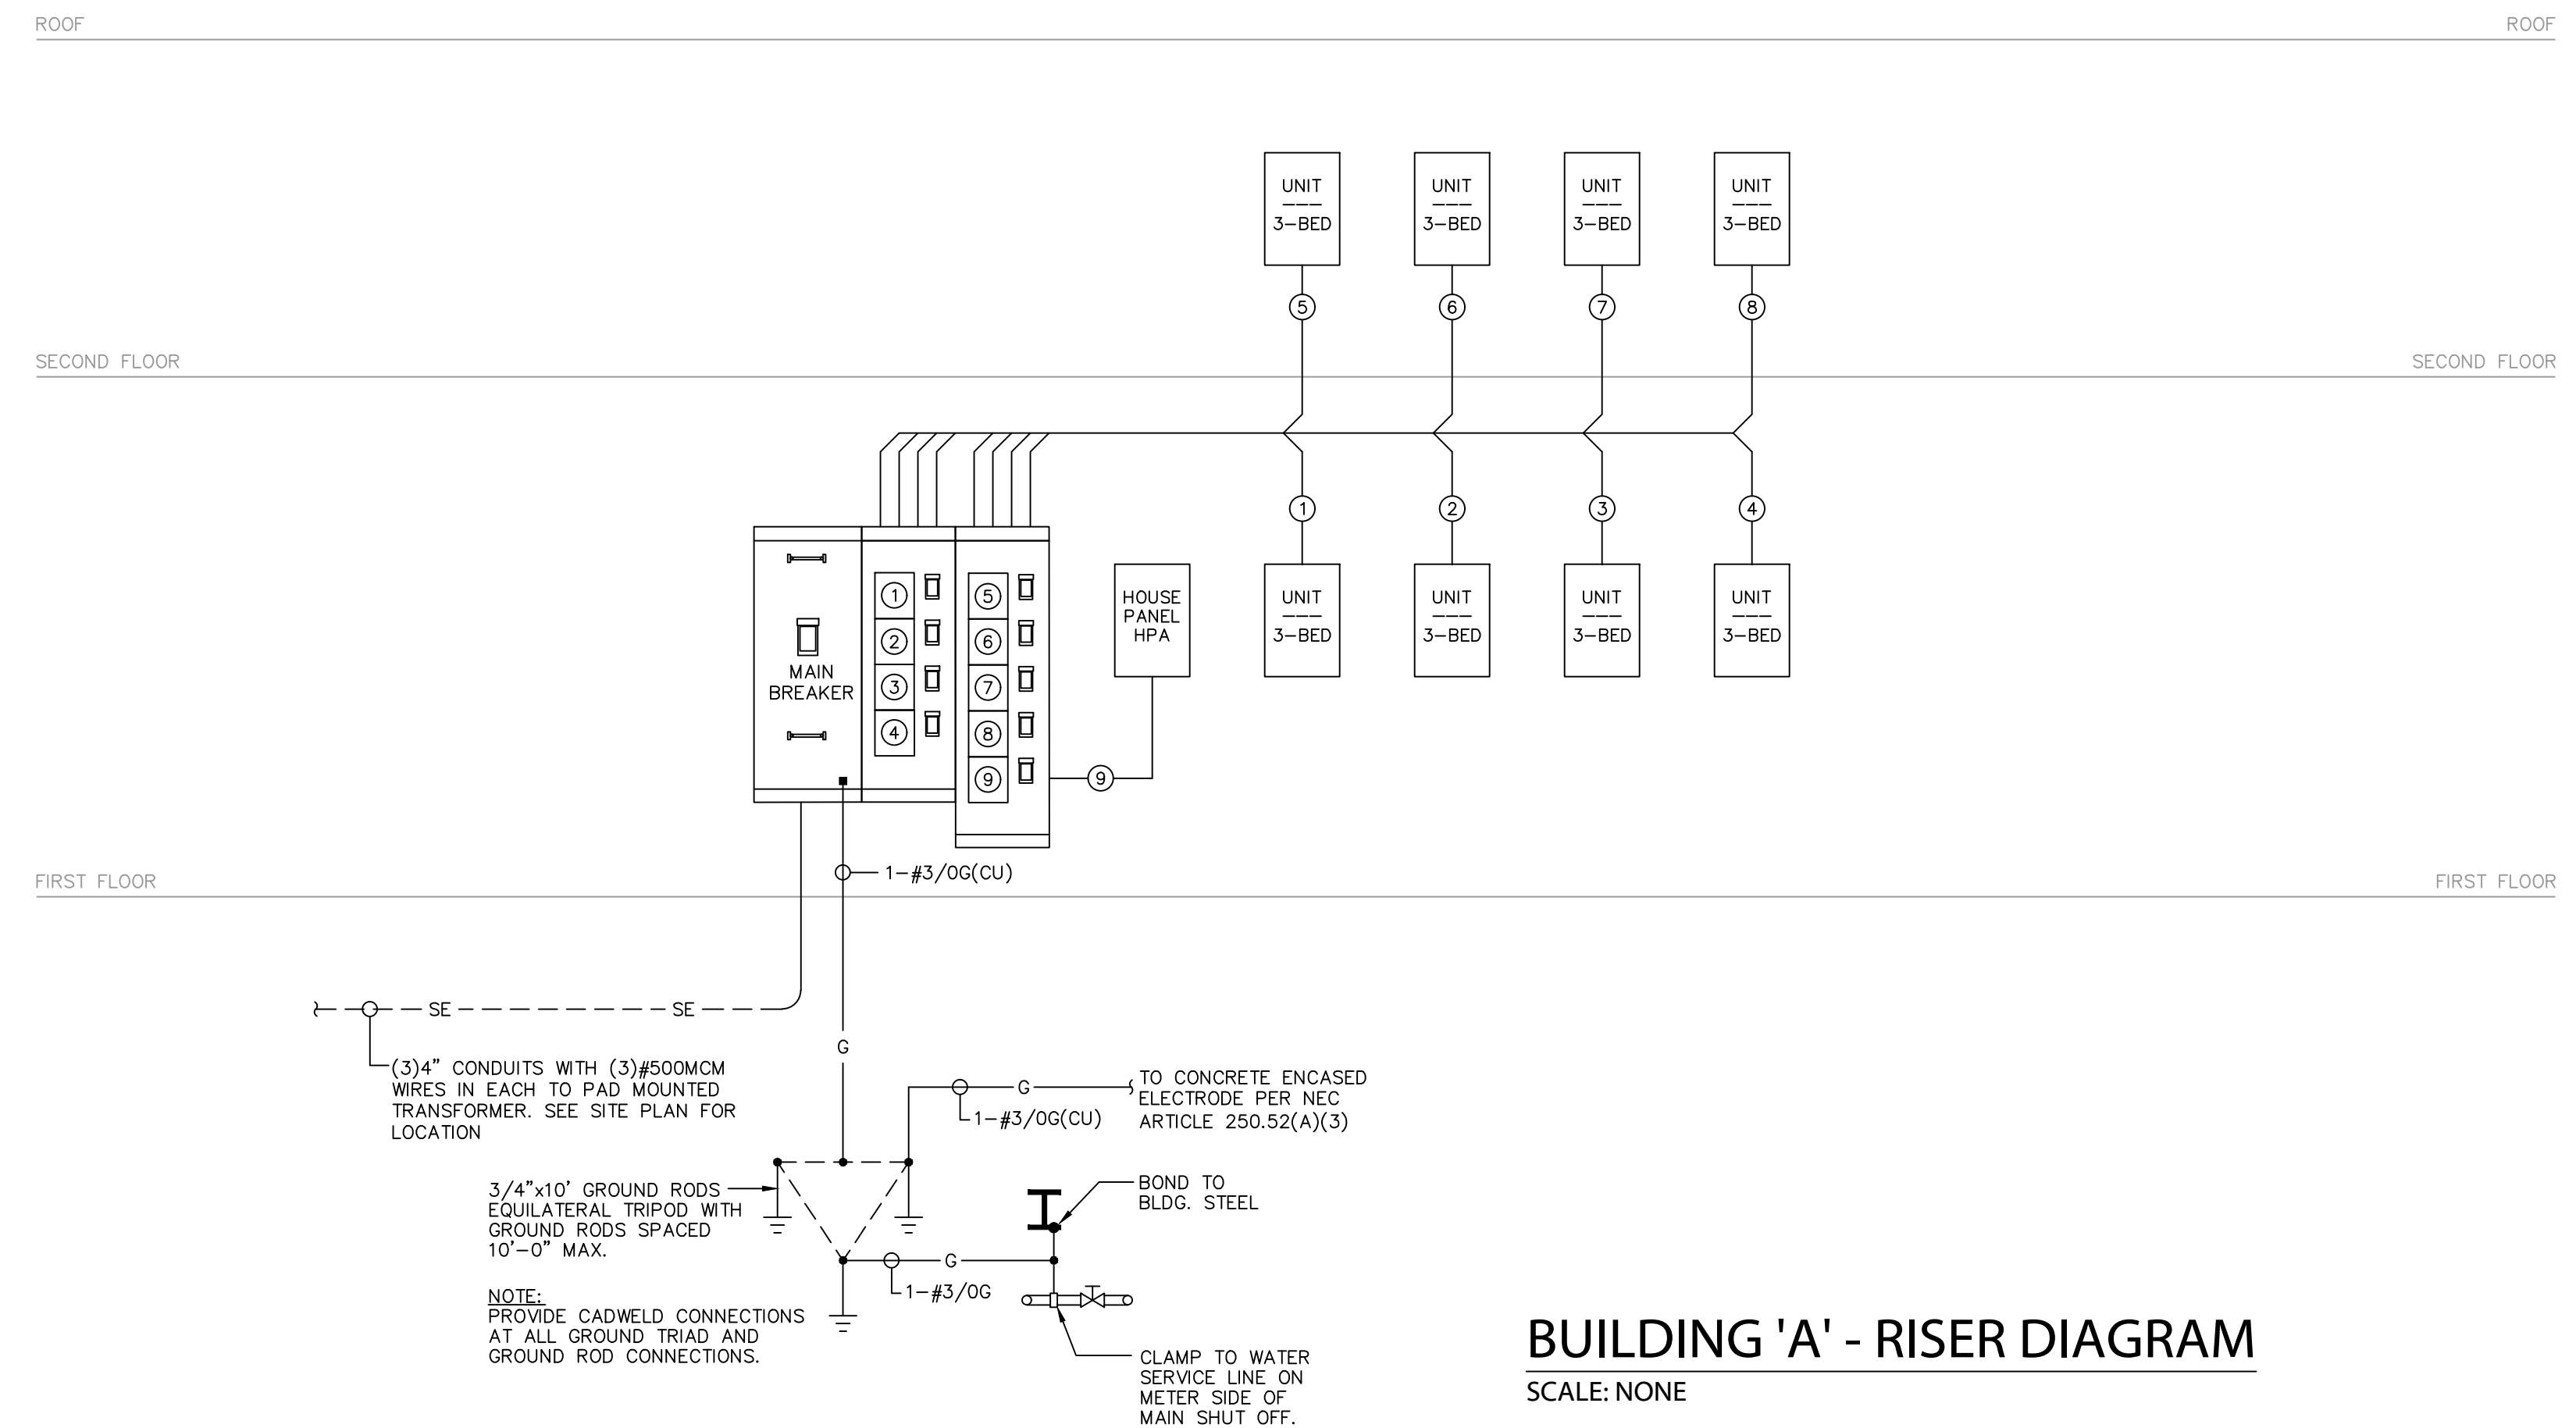 ROOF ROOF
UNIT UNIT UNIT UNIT
--- --- --- ---
3-BED 3-BED 3-BED 3-BED
5 6 7 8
SECOND FLOOR SECOND FLOOR
1 2 3 4
HOUSE
PANEL
HPA
UNIT UNIT UNIT UNIT
--- --- --- ---
3-BED 3-BED 3-BED 3-BED
MAIN
BREAKER
1
2
3
4
5
6
7
8
9
9
1-#3/0G(CU)
FIRST FLOOR FIRST FLOOR
SE SE
(3)4" CONDUITS WITH (3)#500MCM
WIRES IN EACH TO PAD MOUNTED
TRANSFORMER. SEE SITE PLAN FOR
LOCATION
G
G
1-#3/0G(CU)
TO CONCRETE ENCASED
ELECTRODE PER NEC
ARTICLE 250.52(A)(3)
3/4"x10' GROUND RODS
EQUILATERAL TRIPOD WITH
GROUND RODS SPACED
10'-0" MAX.
BOND TO
BLDG. STEEL
G
1-#3/0G
NOTE:
PROVIDE CADWELD CONNECTIONS
AT ALL GROUND TRIAD AND
GROUND ROD CONNECTIONS.
CLAMP TO WATER
SERVICE LINE ON
METER SIDE OF
MAIN SHUT OFF.
BUILDING 'A' - RISER DIAGRAM
SCALE: NONE